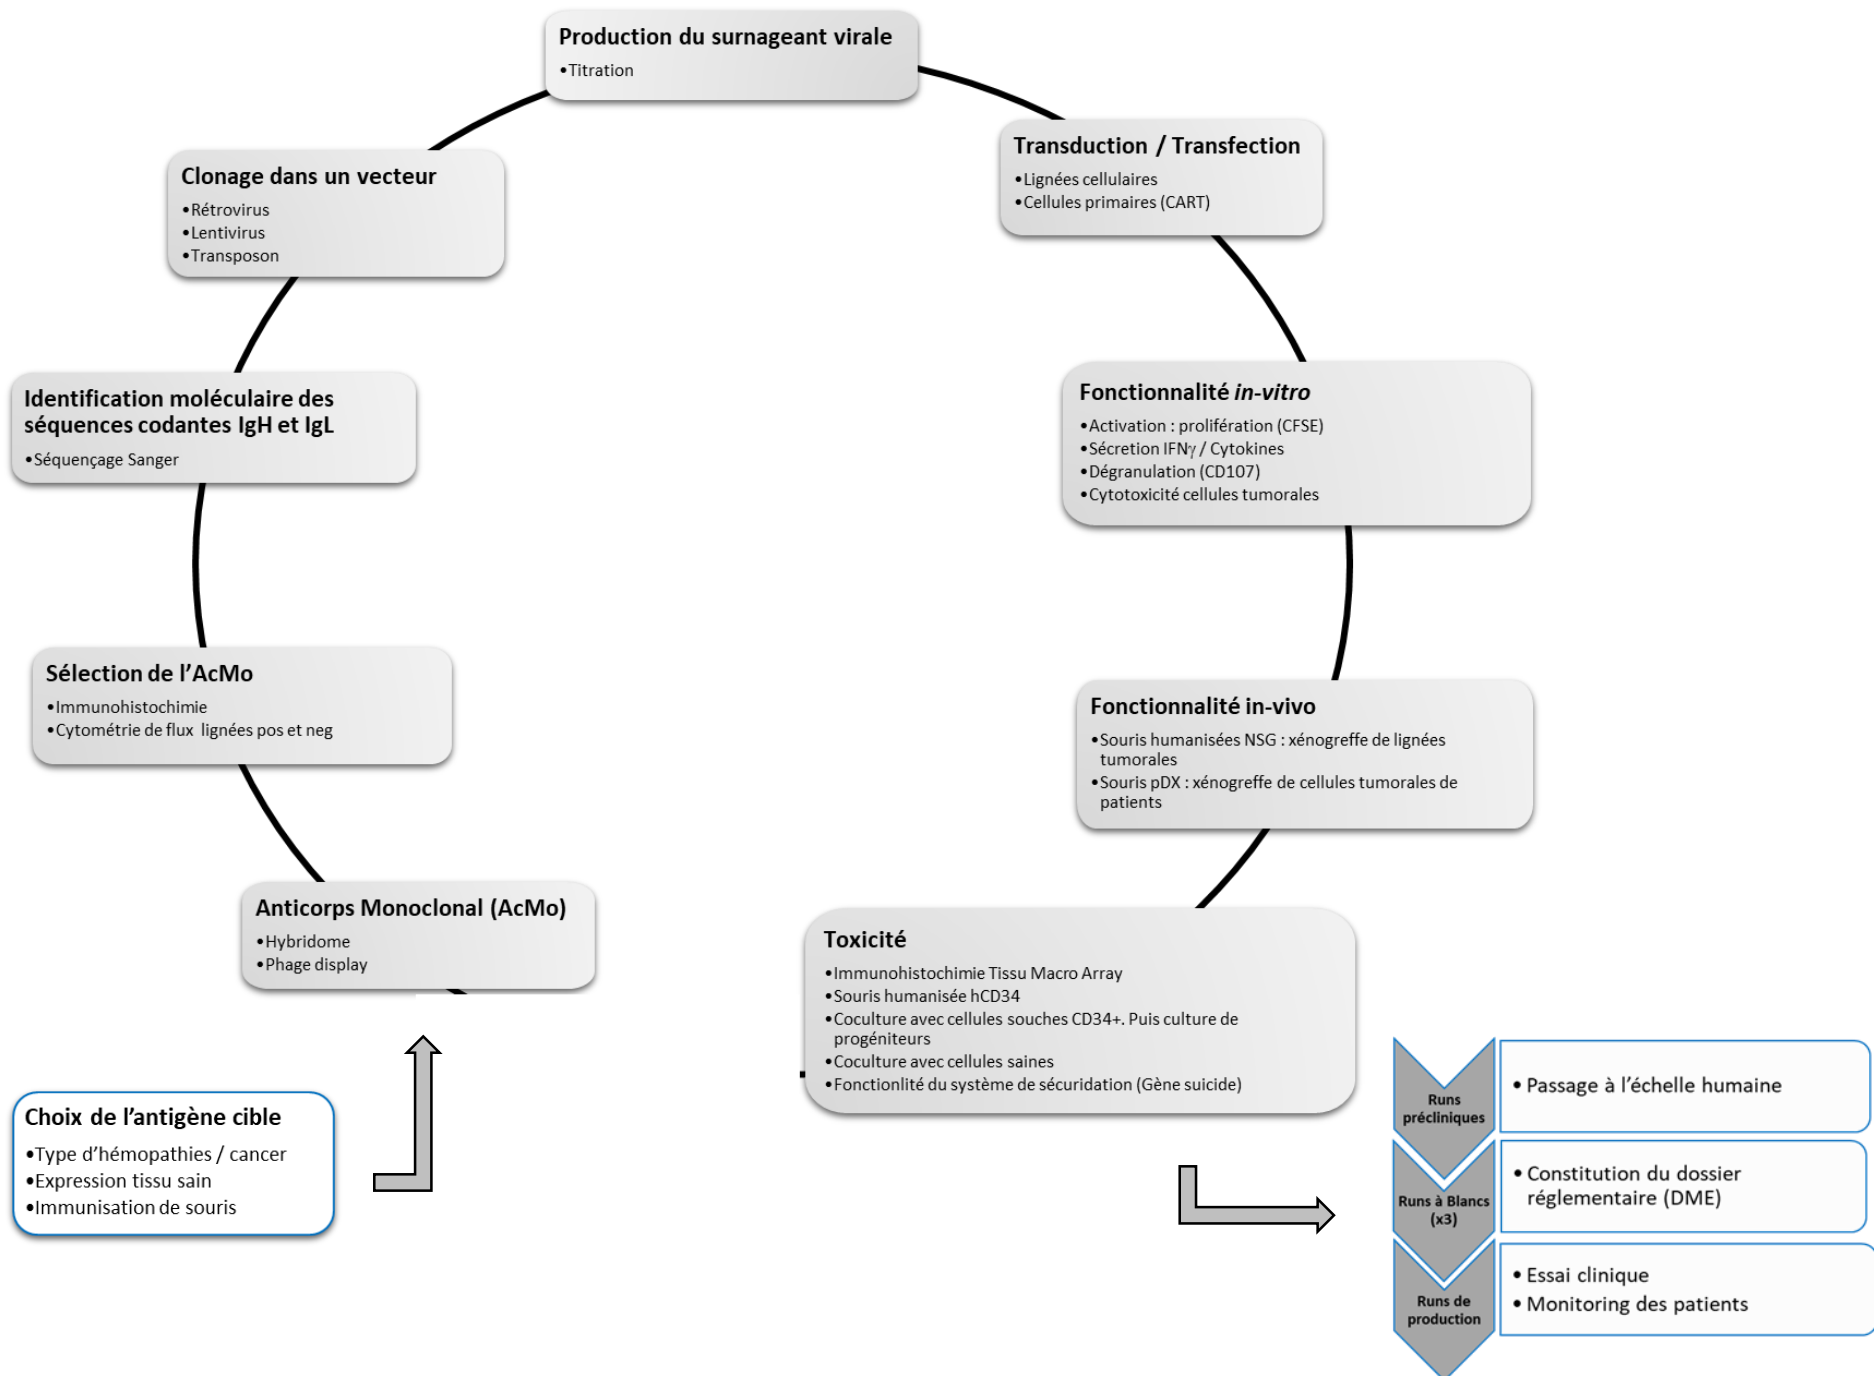 Production du surnageant virale
•Titration
Transduction / Transfection
•Lignées cellulaires
•Cellules primaires (CART)
Clonage dans un vecteur
•Rétrovirus
•Lentivirus
•Transposon
Identification moléculaire des
séquences codantes IgH et IgL
•Séquençage Sanger
Fonctionnalité in-vitro
•Activation : prolifération (CFSE)
•Sécretion IFNγ / Cytokines
•Dégranulation (CD107)
•Cytotoxicité cellules tumorales
Sélection de l’AcMo
•Immunohistochimie
•Cytométrie de flux lignées pos et neg
Fonctionnalité in-vivo
•Souris humanisées NSG : xénogreffe de lignées
tumorales
•Souris pDX : xénogreffe de cellules tumorales de
patients
Anticorps Monoclonal (AcMo)
•Hybridome
•Phage display
Toxicité
•Immunohistochimie Tissu Macro Array
•Souris humanisée hCD34
•Coculture avec cellules souches CD34+. Puis culture de
progéniteurs
•Coculture avec cellules saines
•Fonctionlité du système de sécuridation (Gène suicide)
Choix de l’antigène cible
•Type d’hémopathies / cancer
•Expression tissu sain
•Immunisation de souris
Runs
précliniques
• Passage à l’échelle humaine
Runs à Blancs
(x3)
• Constitution du dossier
réglementaire (DME)
Runs de
production
• Essai clinique
• Monitoring des patients